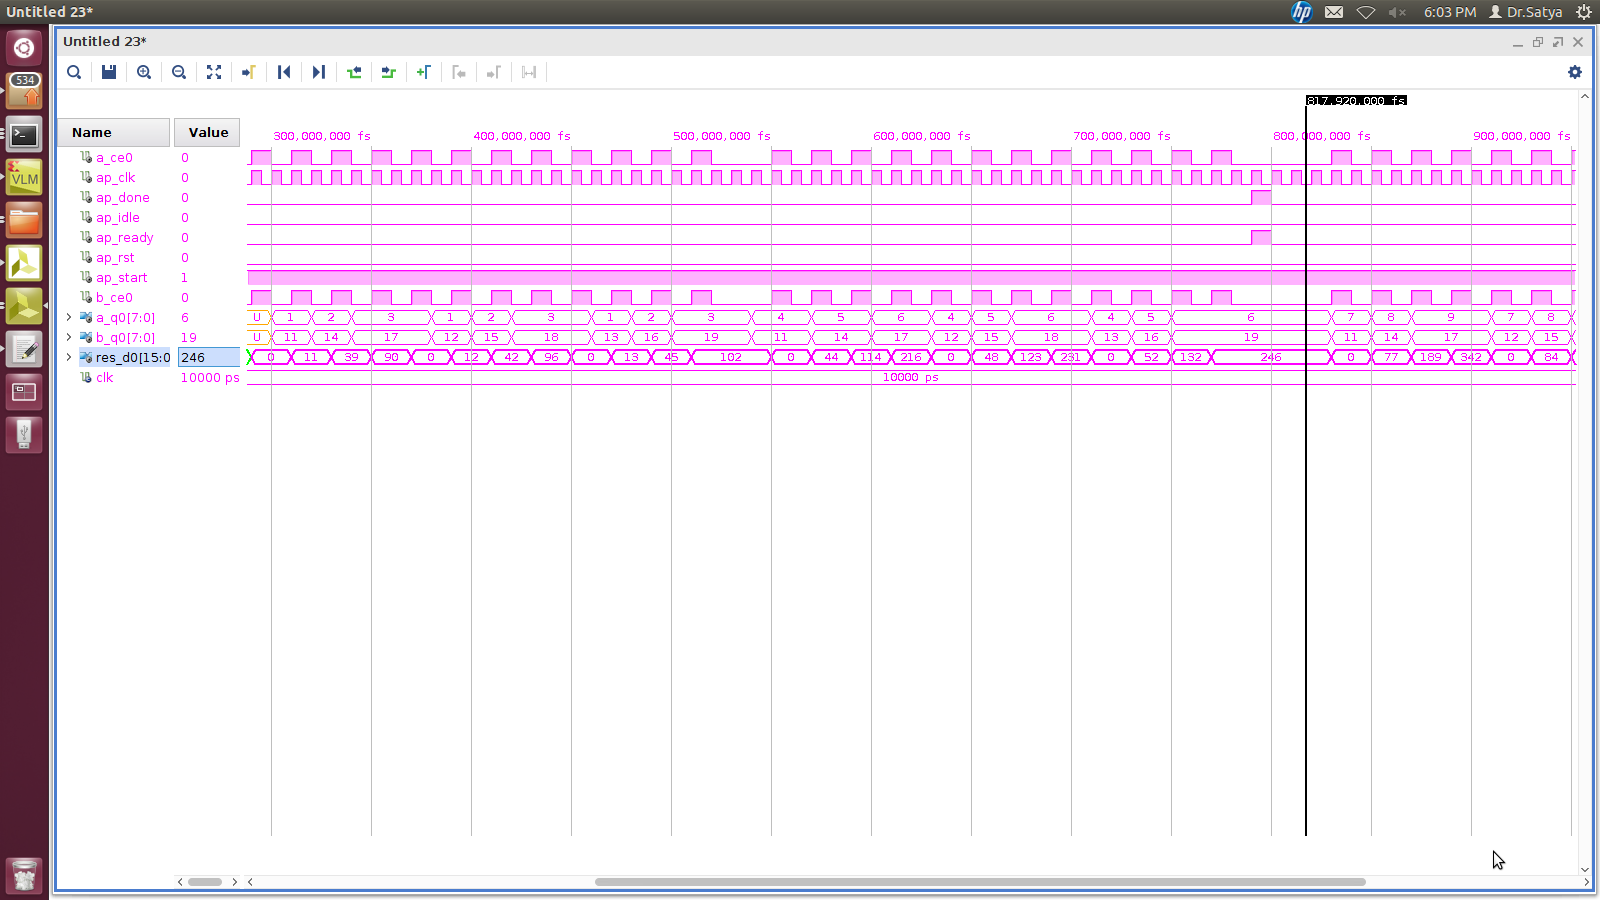 Untitled 23*
6:03 PM Dr.Satya
534
VLM
Untitled 23*
817,920,000 fs
Name Value
300,000,000 fs 400,000,000 fs 500,000,000 fs 600,000,000 fs 700,000,000 fs 800,000,000 fs 900,000,000 fs
a_ce0 0
ap_clk 0
ap_done 0
ap_idle 0
ap_ready 0
ap_rst 0
ap_start 1
b_ce0 0
a_q0[7:0] 6 U 1 2 3 1 2 3 1 2 3 4 5 6 4 5 6 4 5 6 7 8 9 7 8
b_q0[7:0] 19 U 11 14 17 12 15 18 13 16 19 11 14 17 12 15 18 13 16 19 11 14 17 12 15
res_d0[15:0 246 0 11 39 90 0 12 42 96 0 13 45 102 0 44 114 216 0 48 123 231 0 52 132 246 0 77 189 342 0 84
clk 10000 ps 10000 ps